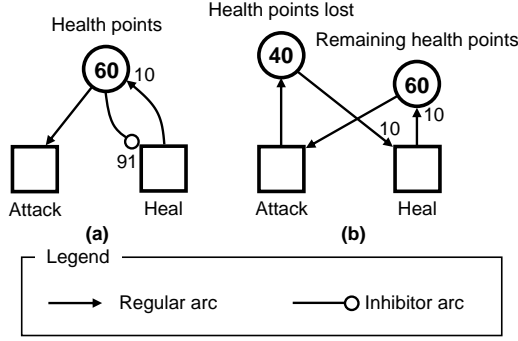 Health points
60
10
91
Attack
Heal
(a)
Health points lost
40
Remaining health points
60
10
10
Attack
Heal
(b)
Legend
Regular arc
Inhibitor arc